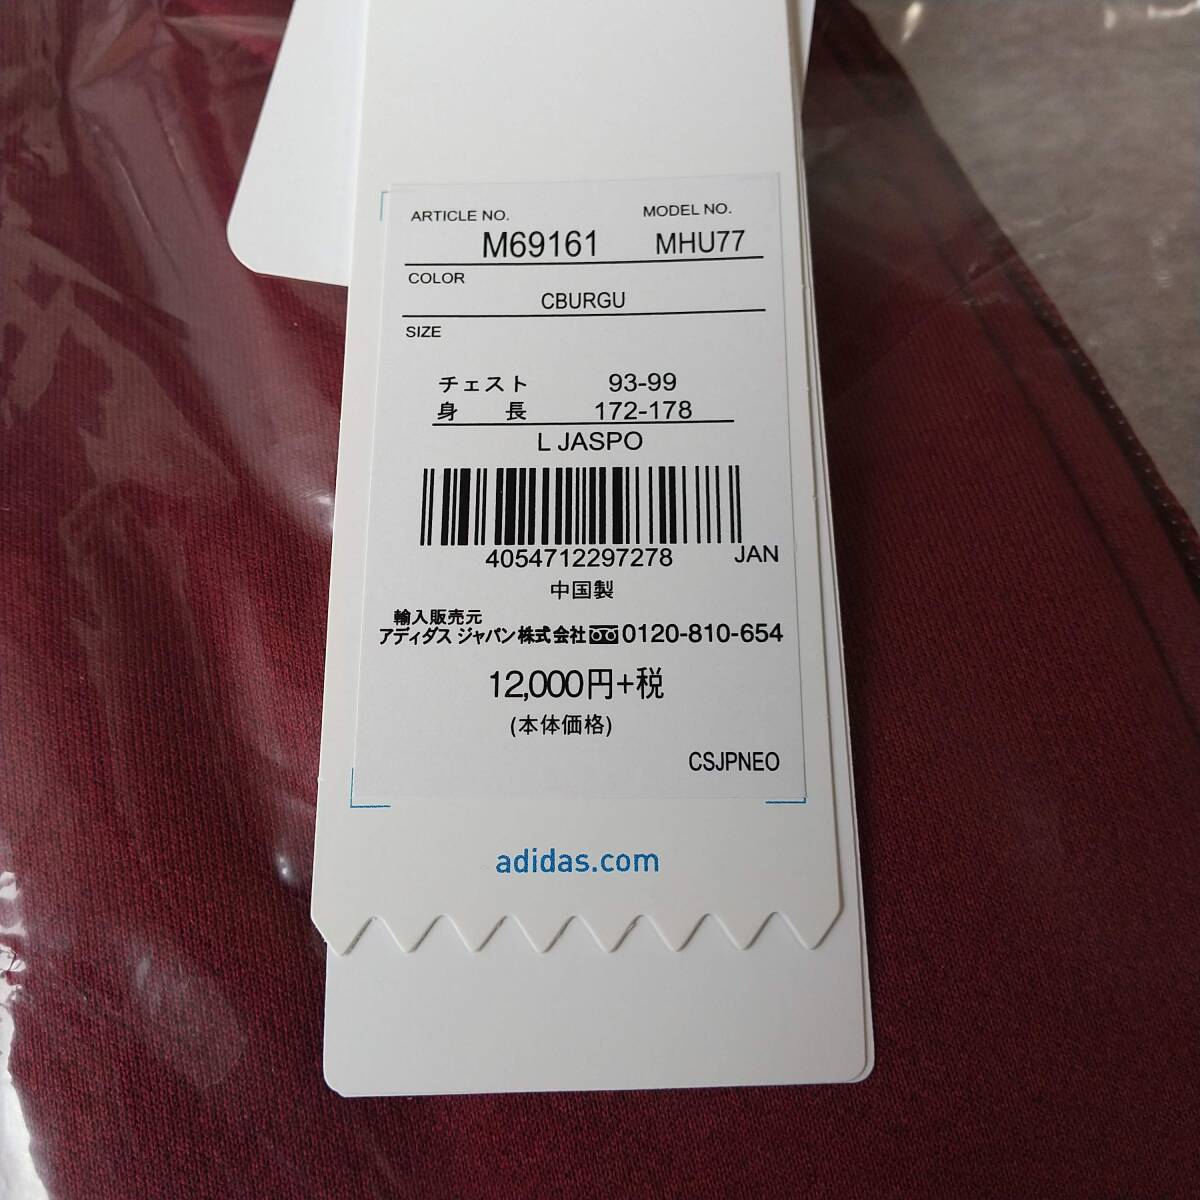 ARTICLE NO. MODEL NO.
M69161 MHU77
COLOR
CBURGU
SIZE
チェスト 93-99
身長 172-178
L JASPO
4054712297278 JAN
中国製
輸入販売元
アディダス ジャパン株式会社 0120-810-654
12,000円+税
(本体価格)
CSJPNEO
adidas.com